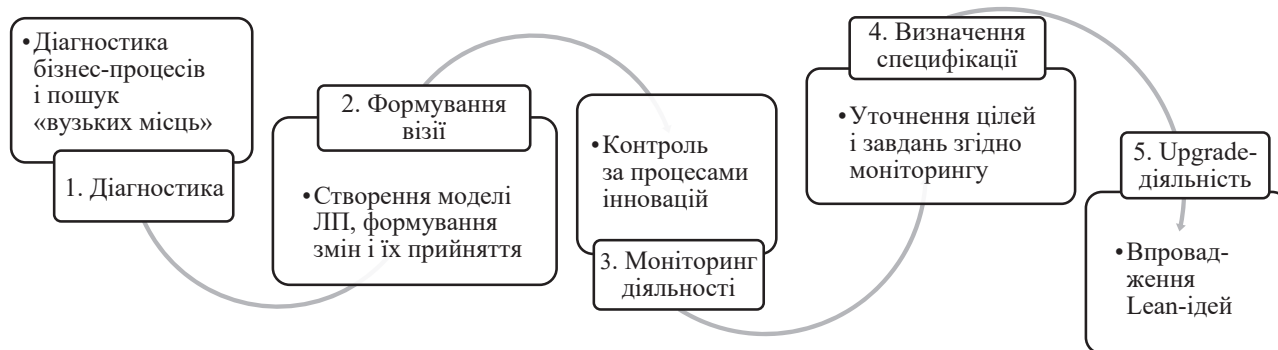 •Діагностика
бізнес-процесів
і пошук
«вузьких місць»
1. Діагностика
2. Формування
візії
•Створення моделі
ЛП, формування
змін і їх прийняття
•Контроль
за процесами
інновацій
3. Моніторинг
діяльності
4. Визначення
специфікації
•Уточнення цілей
і завдань згідно
моніторингу
5. Upgrade-
діяльність
•Впровад-
ження
Lean-ідей